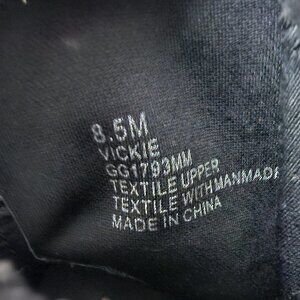 8.5M
VICKIE
GG1793MM
TEXTILE UPPER
TEXTILE WITH MANMADE
MADE IN CHINA